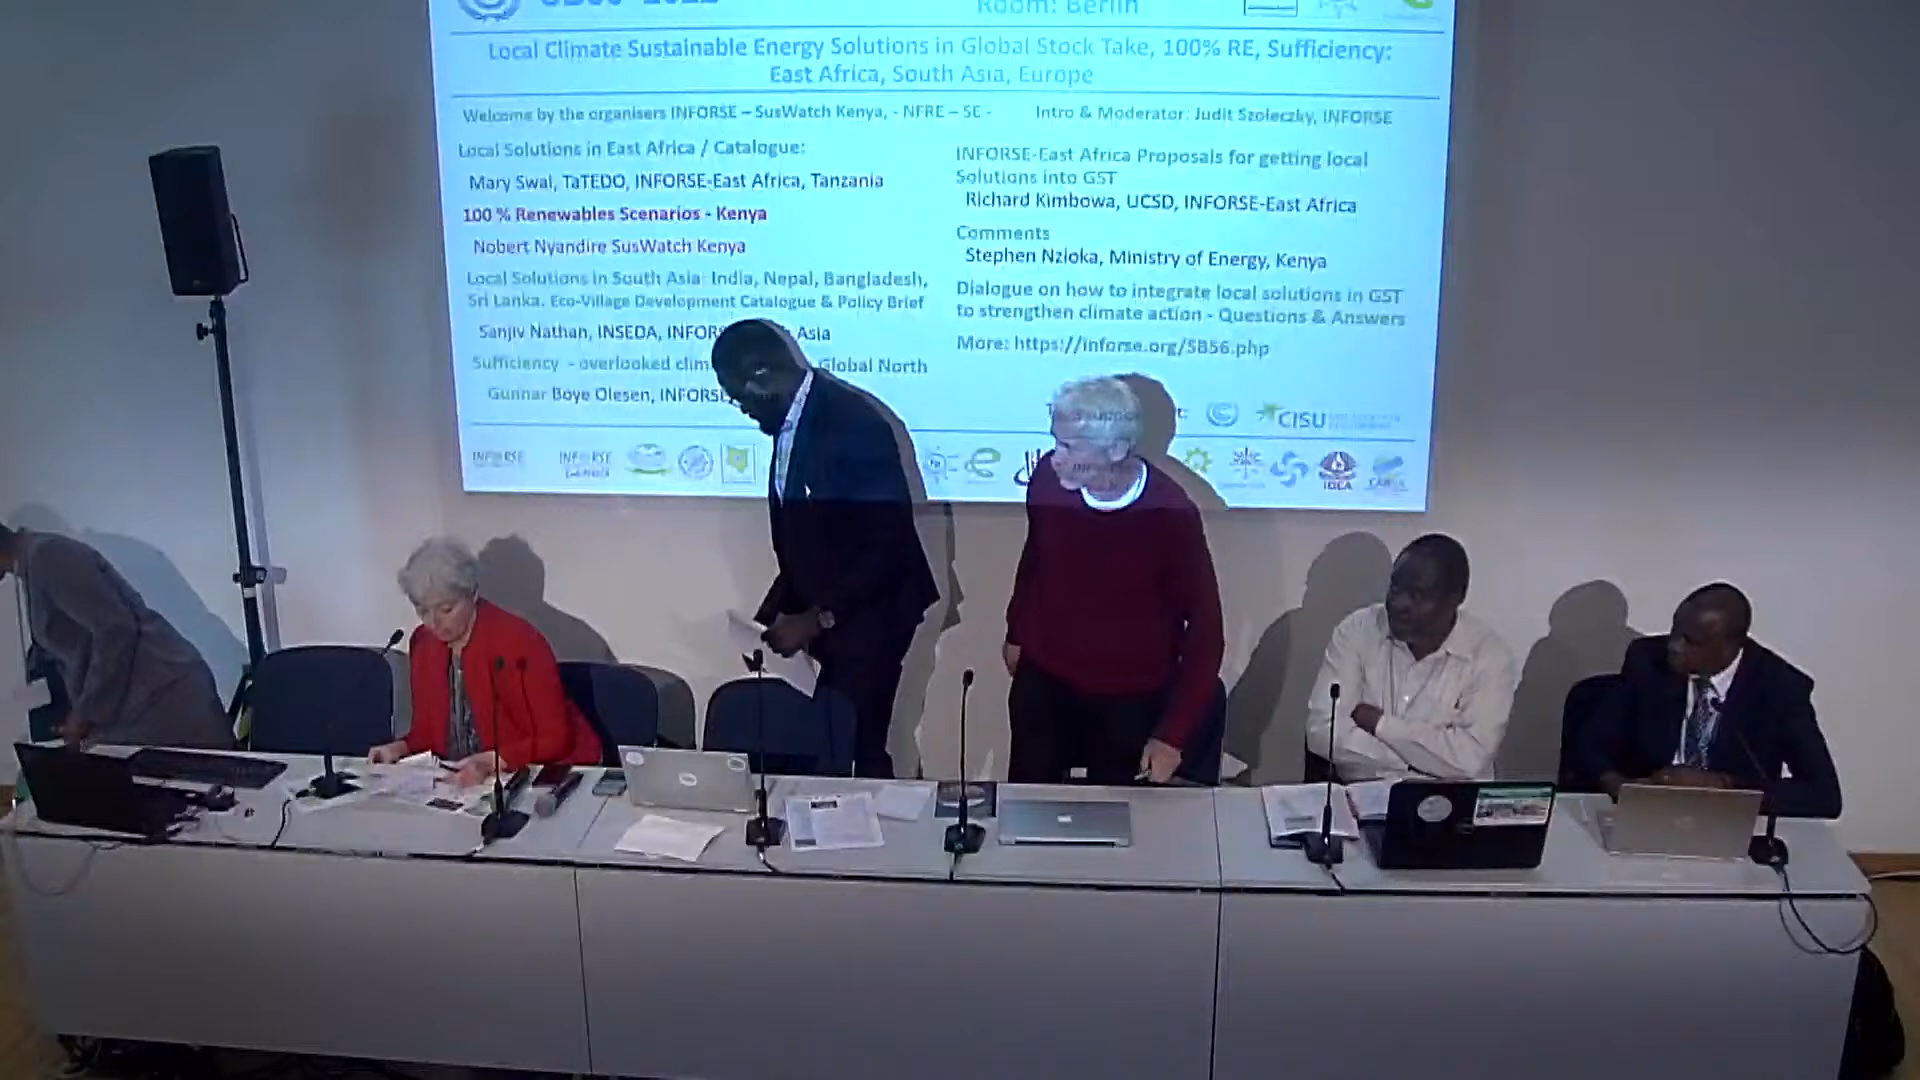 Room: Berlin
Local Climate Sustainable Energy Solutions in Global Stock Take, 100% RE, Sufficiency:
East Africa, South Asia, Europe
Welcome by the organisers INFORSE – SusWatch Kenya, - NFRE – SE -
Intro & Moderator: Judit Szoleczky, INFORSE
Local Solutions in East Africa / Catalogue:
Mary Swai, TaTEDO, INFORSE-East Africa, Tanzania
100 % Renewables Scenarios - Kenya
Nobert Nyandire SusWatch Kenya
Local Solutions in South Asia: India, Nepal, Bangladesh,
Sri Lanka. Eco-Village Development Catalogue & Policy Brief
Sanjiv Nathan, INSEDA, Asia
Sufficiency - overlooked Global North
Gunnar Boye Olesen,
INFORSE-East Africa Proposals for getting local
Solutions into GST
Richard Kimbowa, UCSD, INFORSE-East Africa
Comments
Stephen Nzioka, Ministry of Energy, Kenya
Dialogue on how to integrate local solutions in GST
to strengthen climate action - Questions & Answers
More: https://inforse.org/SB56.php
CISU
INFORSE
INFORSE
IDEA